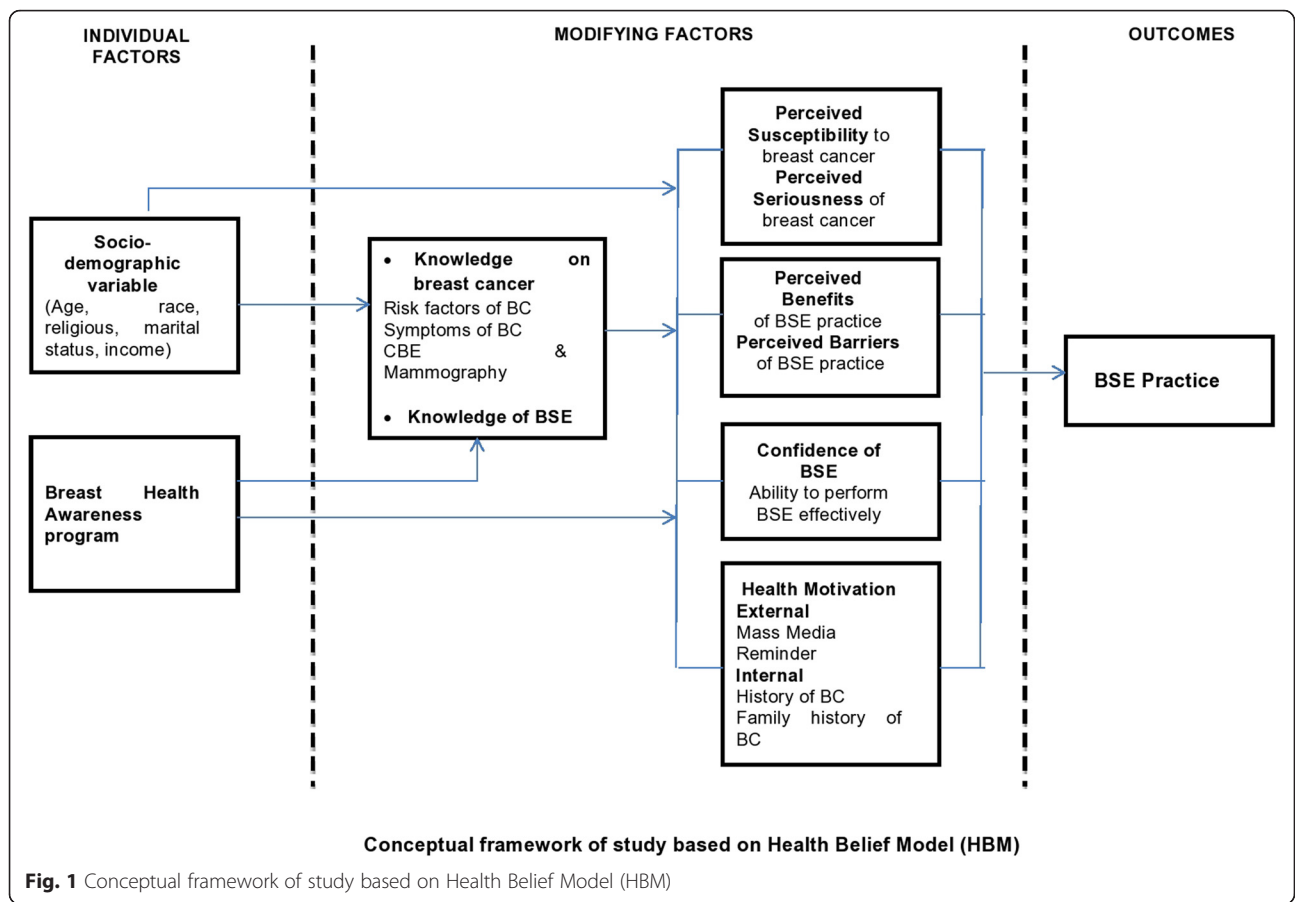 INDIVIDUAL
FACTORS
MODIFYING FACTORS
OUTCOMES
Socio-
demographic
variable
(Age, race,
religious, marital
status, income)
Breast Health
Awareness
program
• Knowledge on
breast cancer
Risk factors of BC
Symptoms of BC
CBE &
Mammography
• Knowledge of BSE
Perceived
Susceptibility to
breast cancer
Perceived
Seriousness of
breast cancer
Perceived
Benefits
of BSE practice
Perceived Barriers
of BSE practice
Confidence of
BSE
Ability to perform
BSE effectively
Health Motivation
External
Mass Media
Reminder
Internal
History of BC
Family history of
BC
BSE Practice
Conceptual framework of study based on Health Belief Model (HBM)
Fig. 1 Conceptual framework of study based on Health Belief Model (HBM)